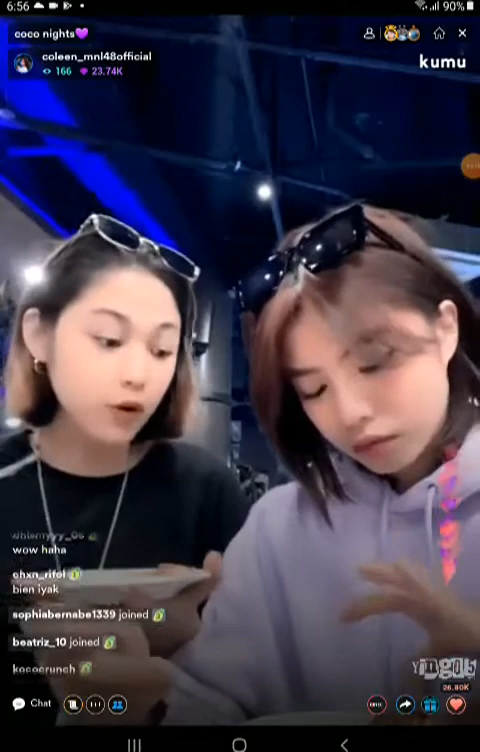 6:56
90%
coco nights💜
coleen_mnl48official
166 23.74K
kumu
wow haha
chxn_rifol
bien iyak
sophiabernabe1339 joined
beatriz_10 joined
kococrunch
26.80K
Chat